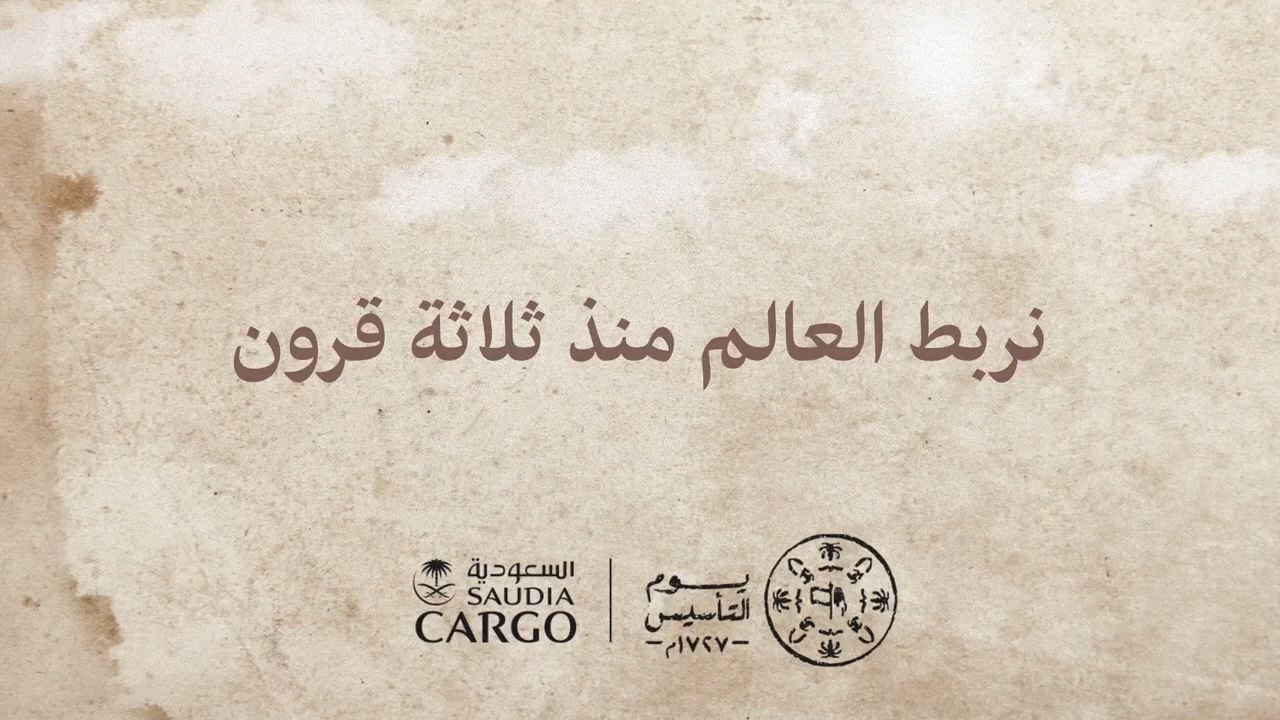 نربط العالم منذ ثلاثة قرون
السعودية
SAUDIA
CARGO
يوم
التأسيس
١٧٢٧م